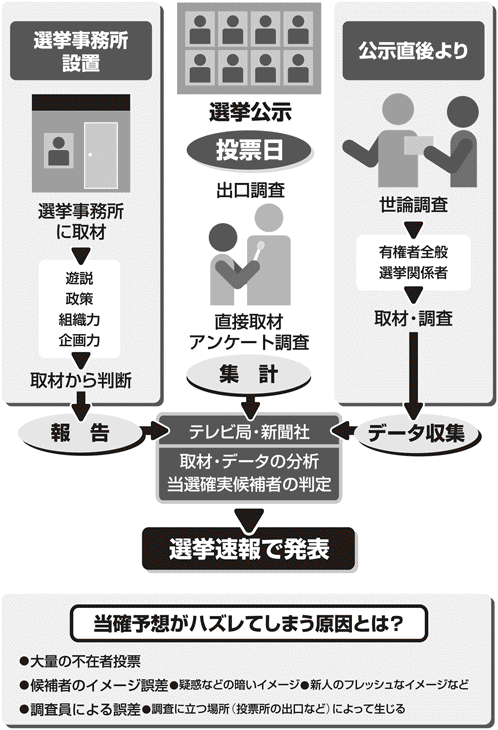 選挙事務所
設置
選挙事務所
に取材
遊説
政策
組織力
企画力
取材から判断
報 告
選挙公示
投票日
出口調査
直接取材
アンケート調査
集 計
公示直後より
世論調査
有権者全般
選挙関係者
取材・調査
データ収集
テレビ局・新聞社
取材・データの分析
当選確実候補者の判定
選挙速報で発表
当確予想がハズレてしまう原因とは?
●大量の不在者投票
●候補者のイメージ誤差●疑惑などの暗いイメージ●新人のフレッシュなイメージなど
●調査員による誤差●調査に立つ場所(投票所の出口など)によって生じる